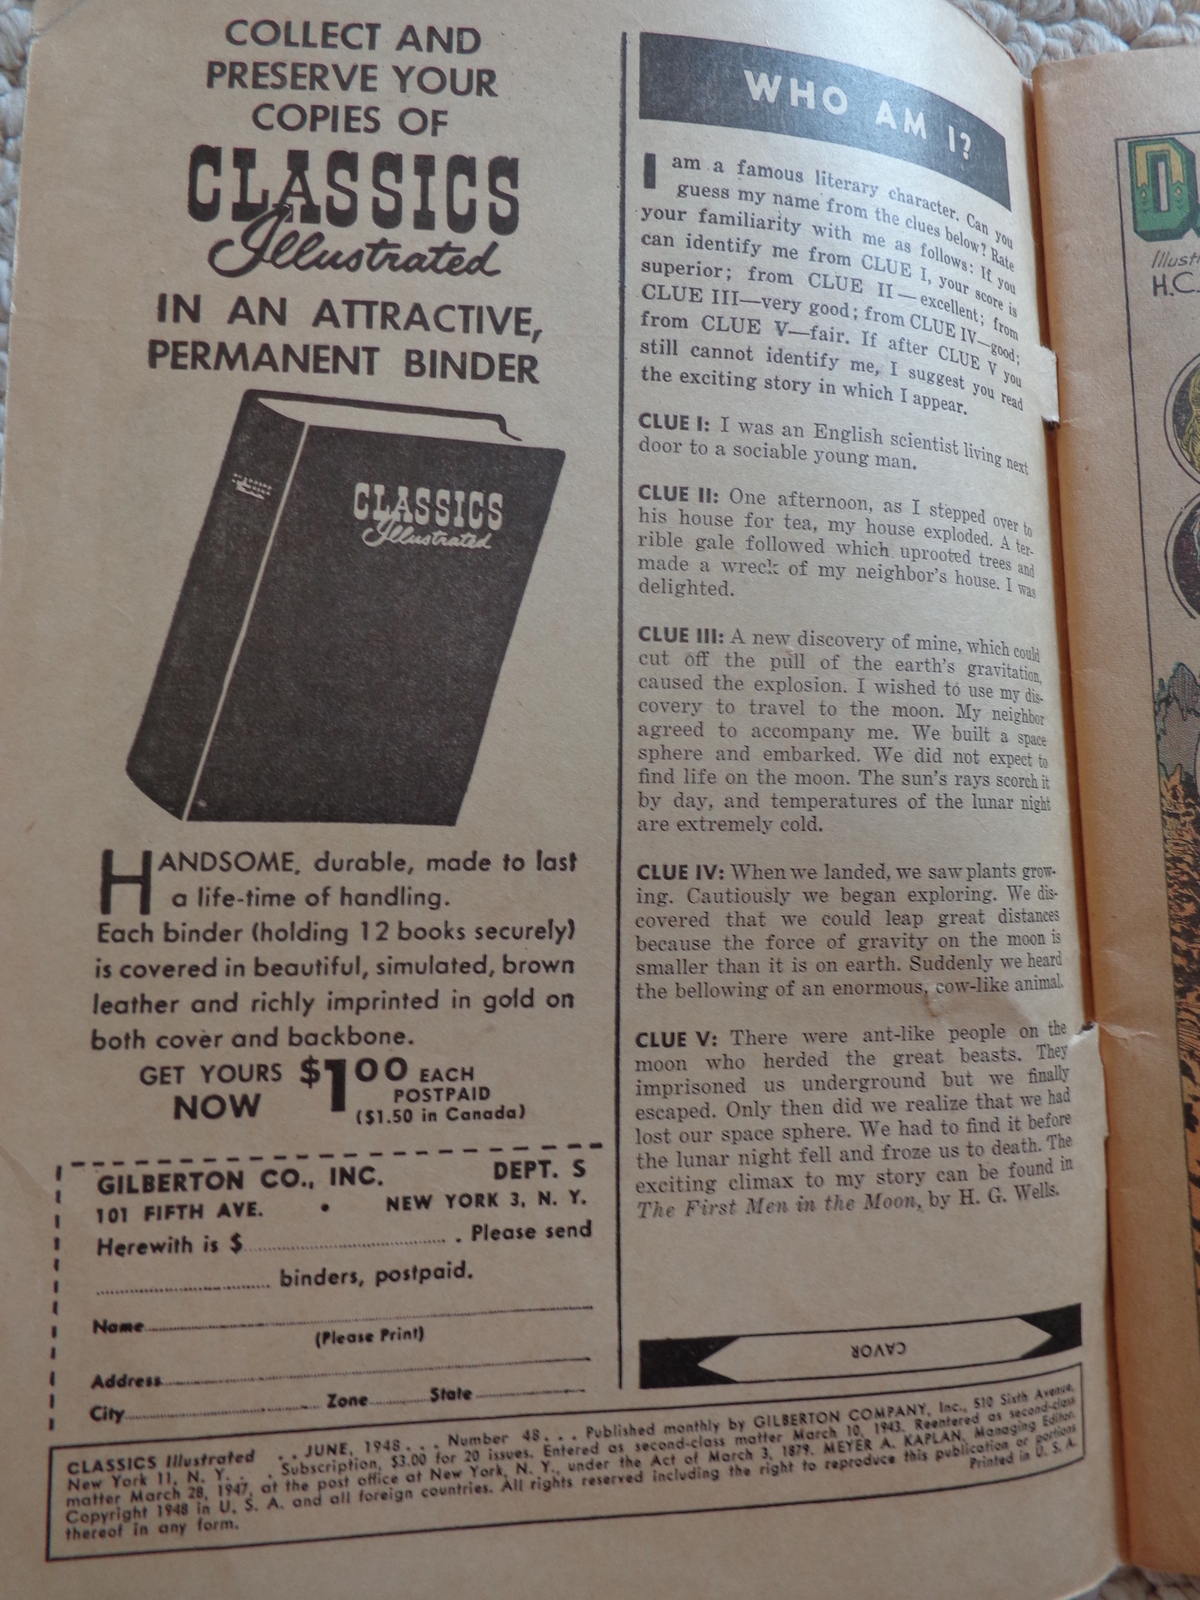 COLLECT AND
PRESERVE YOUR
COPIES OF
CLASSICS
Illustrated
IN AN ATTRACTIVE,
PERMANENT BINDER
CLASSICS
Illustrated
HANDSOME, durable, made to last
a life-time of handling.
Each binder (holding 12 books securely)
is covered in beautiful, simulated, brown
leather and richly imprinted in gold on
both cover and backbone.
GET YOURS NOW $1.00 EACH
POSTPAID
($1.50 in Canada)
GILBERTON CO., INC. DEPT. S
101 FIFTH AVE. • NEW YORK 3, N. Y.
Herewith is $ . Please send
binders, postpaid.
Name
(Please Print)
Address
City Zone State
WHO AM I?
I am a famous literary character. Can you
guess my name from the clues below? Rate
your familiarity with me as follows: If you
can identify me from CLUE I, your score is
superior; from CLUE II—excellent; from
CLUE III—very good; from CLUE IV—good;
from CLUE V—fair. If after CLUE V you
still cannot identify me, I suggest you read
the exciting story in which I appear.
CLUE I: I was an English scientist living next
door to a sociable young man.
CLUE II: One afternoon, as I stepped over to
his house for tea, my house exploded. A ter-
rible gale followed which uprooted trees and
made a wreck of my neighbor's house. I was
delighted.
CLUE III: A new discovery of mine, which could
cut off the pull of the earth's gravitation,
caused the explosion. I wished to use my dis-
covery to travel to the moon. My neighbor
agreed to accompany me. We built a space
sphere and embarked. We did not expect to
find life on the moon. The sun's rays scorch it
by day, and temperatures of the lunar night
are extremely cold.
CLUE IV: When we landed, we saw plants grow-
ing. Cautiously we began exploring. We dis-
covered that we could leap great distances
because the force of gravity on the moon is
smaller than it is on earth. Suddenly we heard
the bellowing of an enormous, cow-like animal.
CLUE V: There were ant-like people on the
moon who herded the great beasts. They
imprisoned us underground but we finally
escaped. Only then did we realize that we had
lost our space sphere. We had to find it before
the lunar night fell and froze us to death. The
exciting climax to my story can be found in
The First Men in the Moon, by H. G. Wells.
CAVOR
CLASSICS Illustrated . . JUNE, 1948 . . . Number 48 . . . Published monthly by GILBERTON COMPANY, Inc., 510 Sixth Avenue,
New York 11, N. Y. . . Subscription, $3.00 for 20 issues. Entered as second-class matter March 10, 1943. Reentered as second-class
matter March 28, 1947, at the post office at New York, N. Y., under the Act of March 3, 1879. MEYER A. KAPLAN, Managing Editor.
Copyright 1948 in U. S. A. and all foreign countries. All rights reserved including the right to reproduce this publication or portions
thereof in any form. Printed in U. S. A.
D
Illust
H.C.